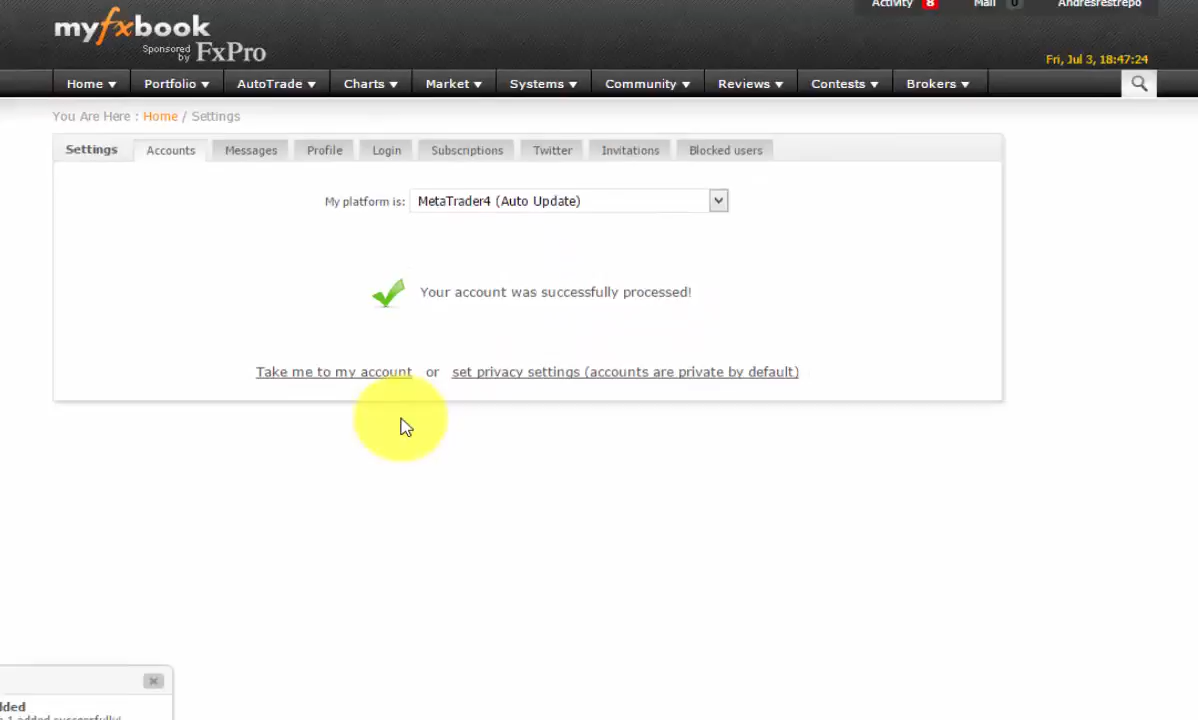 Activity 8 Mail 0 Andresrestrepo
myfxbook
Sponsored by FxPro
Fri, Jul 3, 18:47:24
Home Portfolio AutoTrade Charts Market Systems Community Reviews Contests Brokers
You Are Here : Home / Settings
Settings Accounts Messages Profile Login Subscriptions Twitter Invitations Blocked users
My platform is: MetaTrader4 (Auto Update)
Your account was successfully processed!
Take me to my account or set privacy settings (accounts are private by default)
1 added successfully!